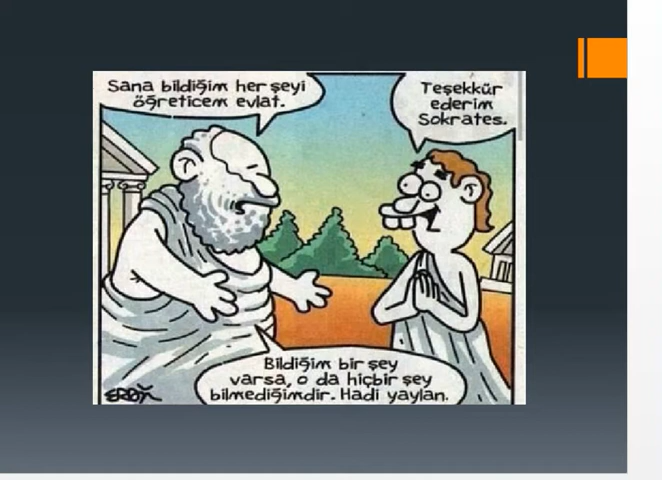 Sana bildiğim her şeyi
öğreticem evlat.
Teşekkür
ederim
Sokrates.
Bildiğim bir şey
varsa, o da hiçbir şey
bilmediğimdir. Hadi yaylan.